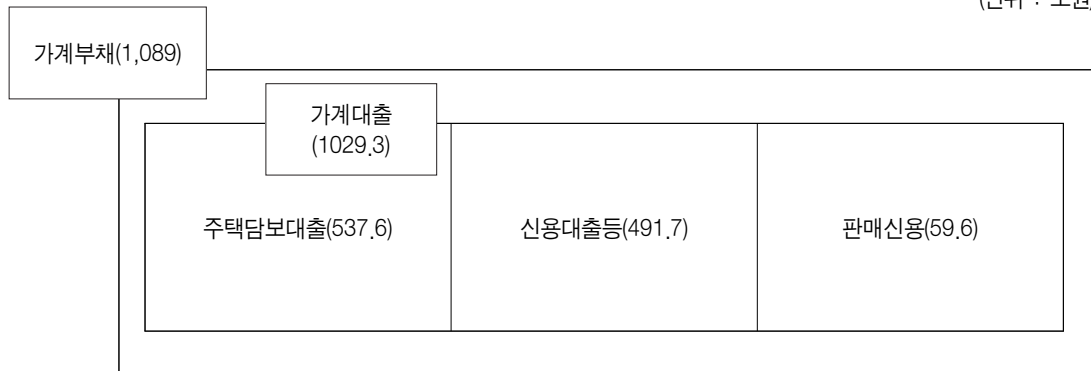 가계부채(1,089)
가계대출
(1029.3)
주택담보대출(537.6)
신용대출등(491.7)
판매신용(59.6)